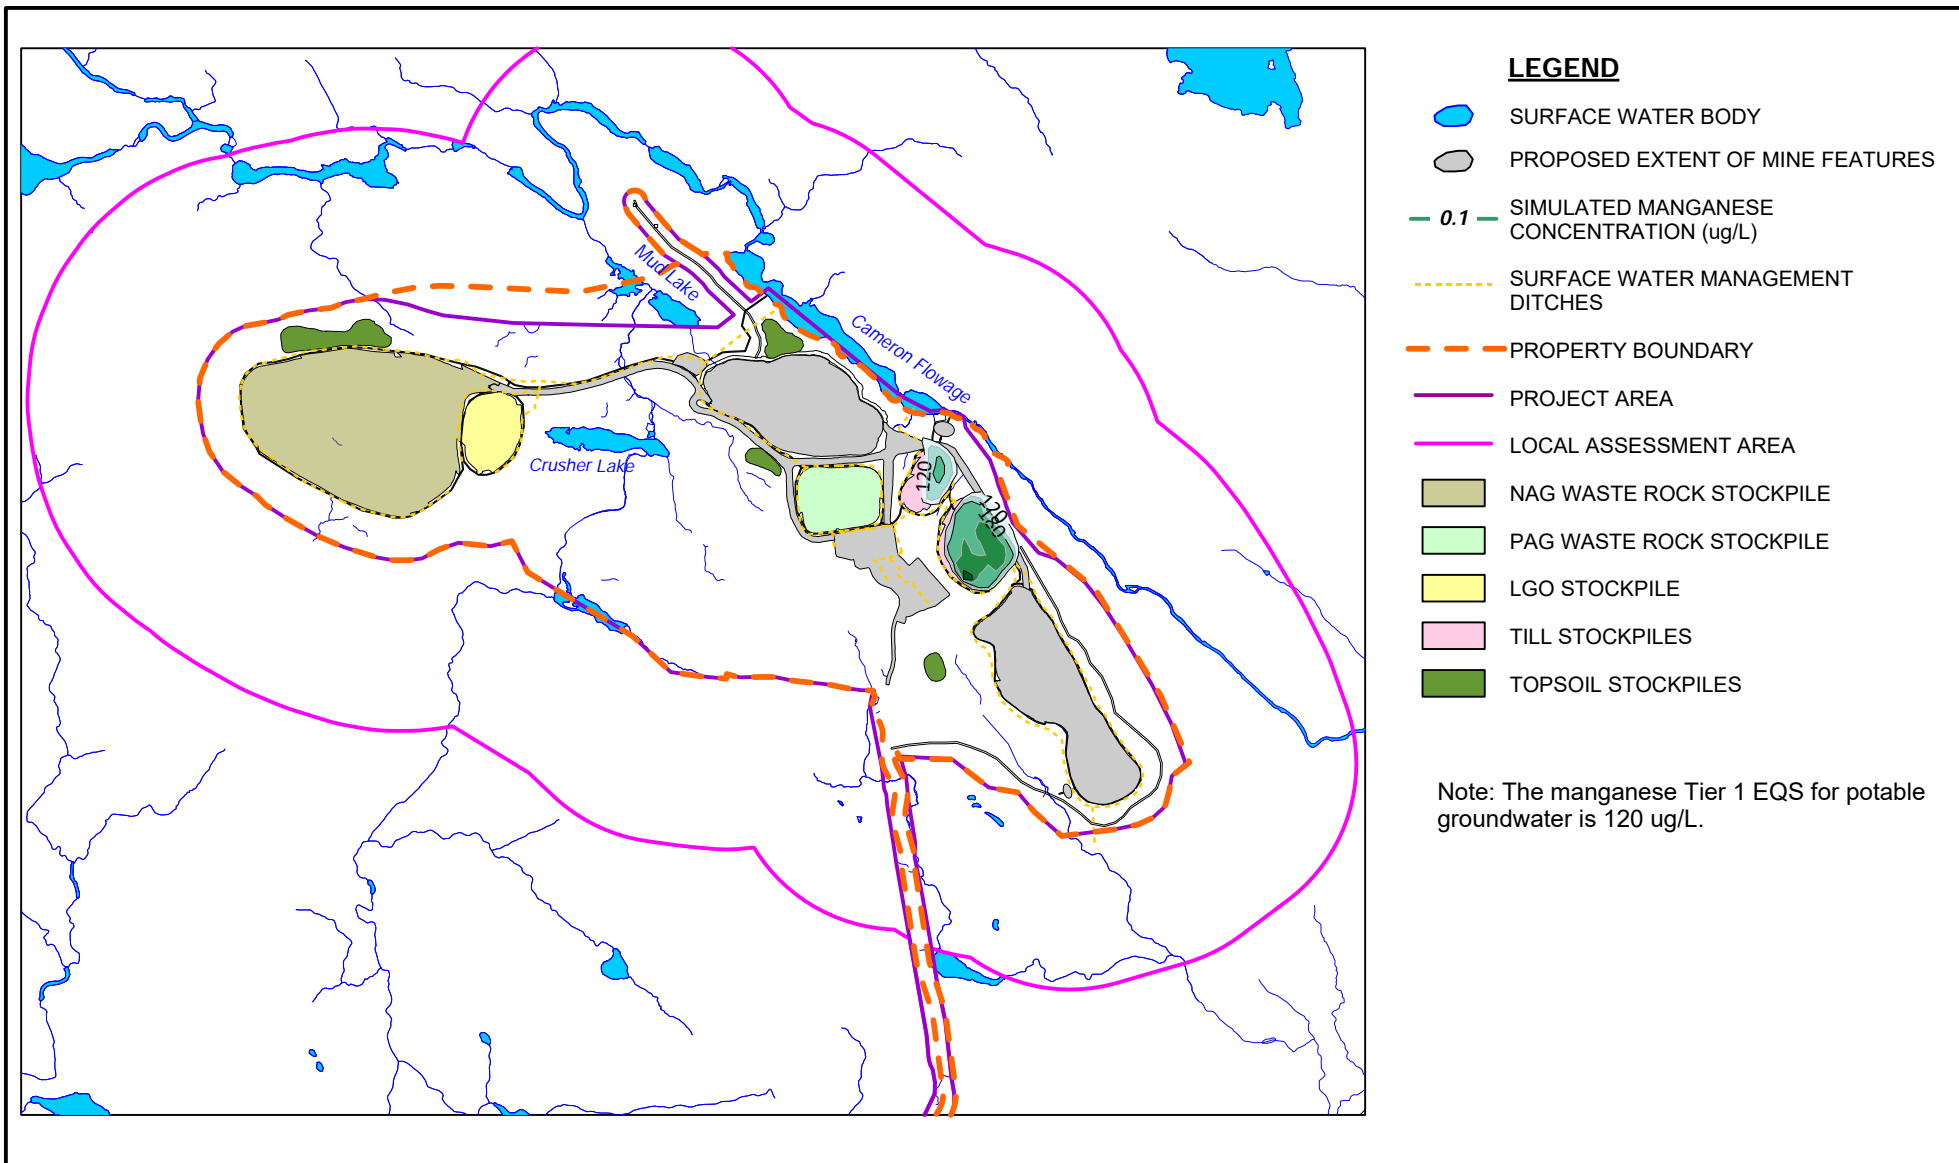 LEGEND
SURFACE WATER BODY
PROPOSED EXTENT OF MINE FEATURES
0.1
SIMULATED MANGANESE
CONCENTRATION (ug/L)
SURFACE WATER MANAGEMENT
DITCHES
PROPERTY BOUNDARY
PROJECT AREA
LOCAL ASSESSMENT AREA
NAG WASTE ROCK STOCKPILE
PAG WASTE ROCK STOCKPILE
LGO STOCKPILE
TILL STOCKPILES
TOPSOIL STOCKPILES
Note: The manganese Tier 1 EQS for potable
groundwater is 120 ug/L.
Mud Lake
Cameron Flowage
Crusher Lake
120
120
180